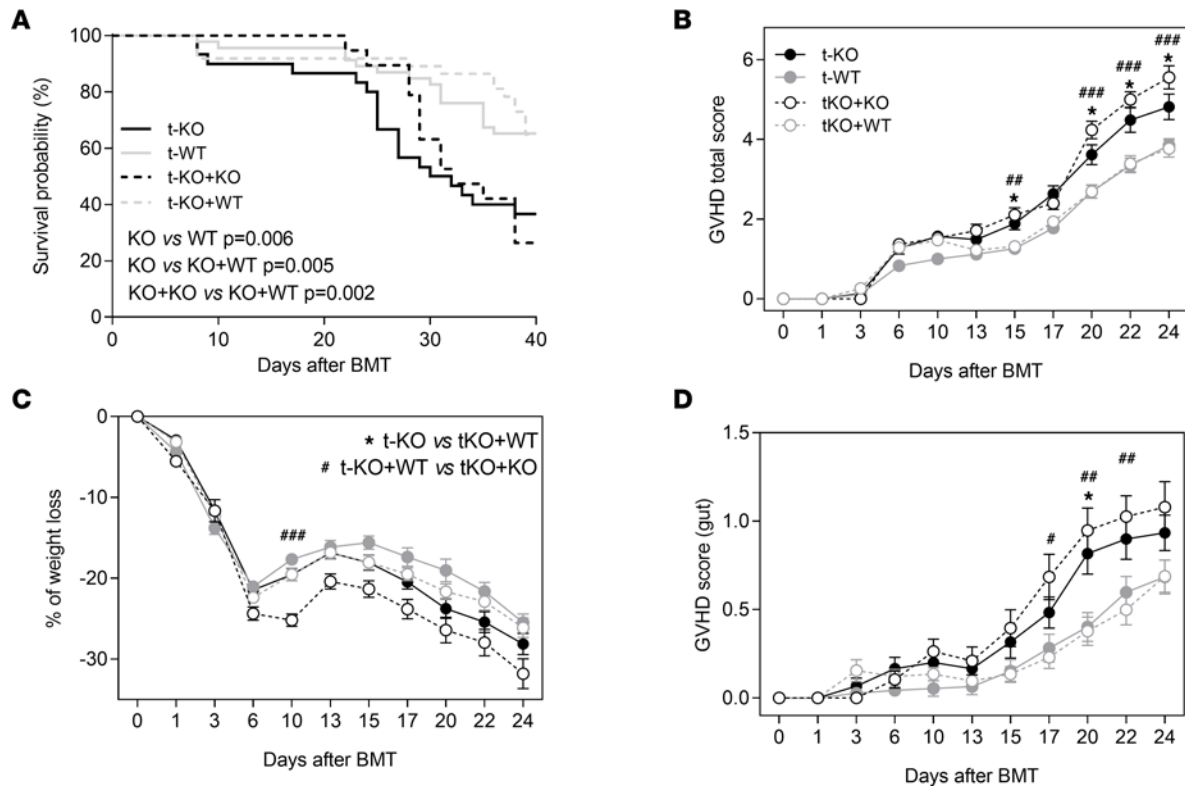 A
Survival probability (%)
100
80
60
40
20
0
t-KO
t-WT
t-KO+KO
t-KO+WT
KO vs WT p=0.006
KO vs KO+WT p=0.005
KO+KO vs KO+WT p=0.002
10 20 30 40
Days after BMT
B
GVHD total score
6
4
2
0
t-KO
t-WT
tKO+KO
tKO+WT
##
*
###
*
###
*
###
*
0 1 3 6 10 13 15 17 20 22 24
Days after BMT
C
% of weight loss
0
-10
-20
-30
* t-KO vs tKO+WT
# t-KO+WT vs tKO+KO
###
0 1 3 6 10 13 15 17 20 22 24
Days after BMT
D
GVHD score (gut)
1.5
1.0
0.5
0.0
#
##
*
##
0 1 3 6 10 13 15 17 20 22 24
Days after BMT